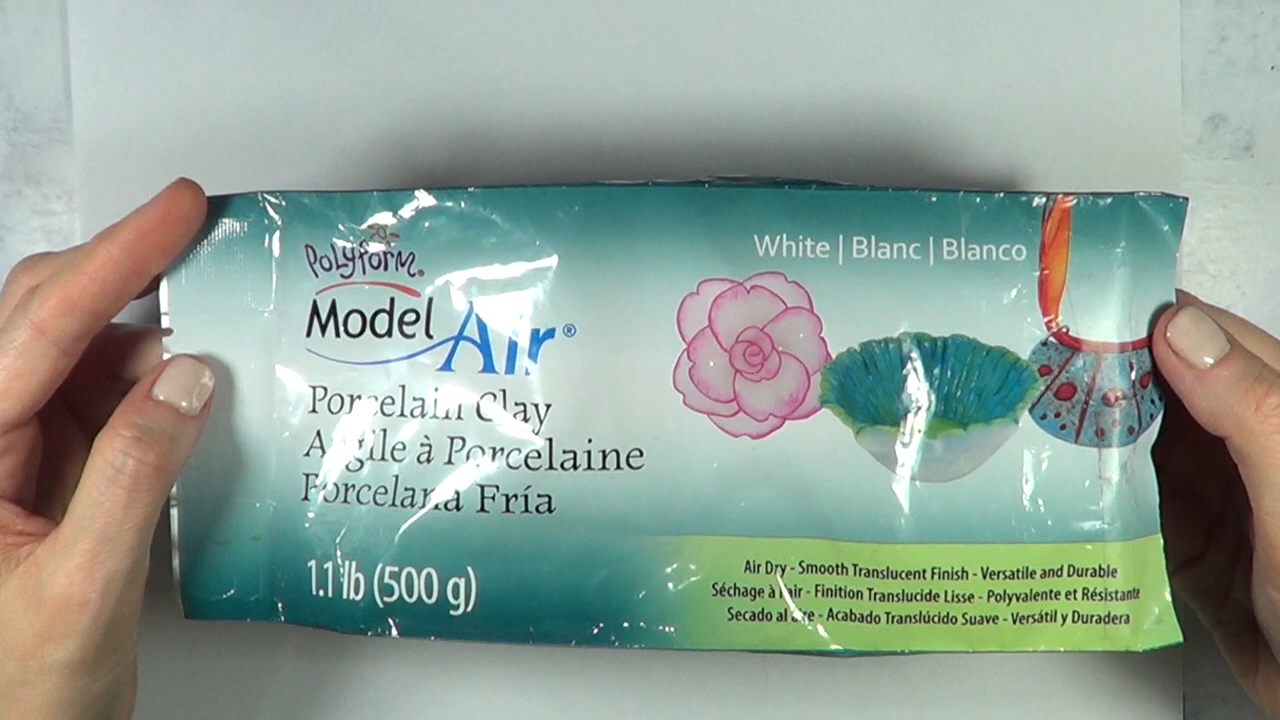 Polyform®
Model Air®
Porcelain Clay
Argile à Porcelaine
Porcelana Fría
1.1 lb (500 g)
White | Blanc | Blanco
Air Dry - Smooth Translucent Finish - Versatile and Durable
Séchage à l'air - Finition Translucide Lisse - Polyvalente et Résistante
Secado al aire - Acabado Translúcido Suave - Versátil y Duradera